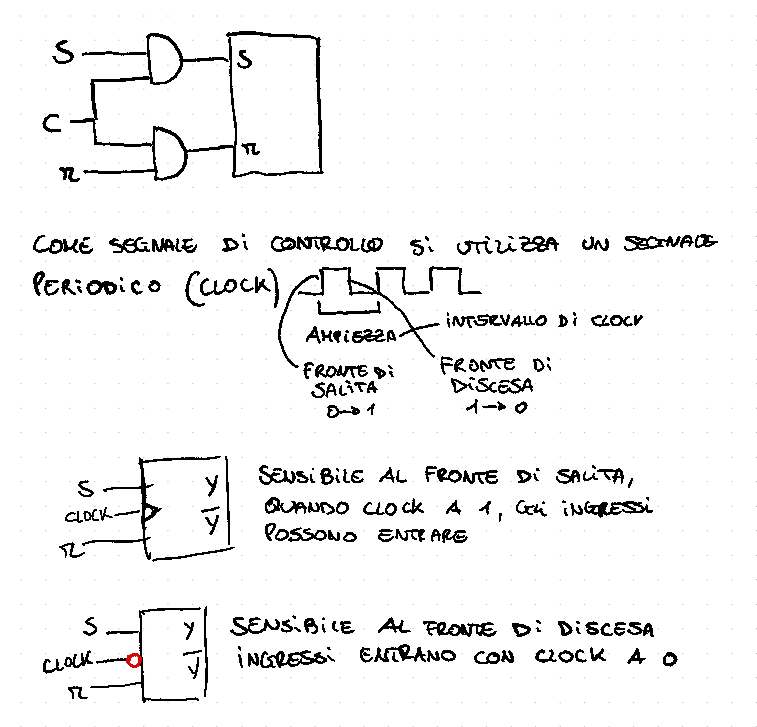 S
S
C
r
r
COME SEGNALE Di CONTROLLO Si UTiLiZZA UN SEGNALE
PERiODiCO (CLOCK)
AMPIEZZA
iNTERVALLO Di CLOCK
FRONTE Di
SALiTA
0→1
FRONTE Di
DiSCESA
1→0
S
CLOCK
r
Y
Y̅
SENSiBiLE AL FRONTE Di SALiTA,
QUANDO CLOCK A 1, GLi iNGRESSi
POSSONO ENTRARE
S
CLOCK
r
Y
Y̅
SENSiBiLE AL FRONTE Di DiSCESA
iNGRESSi ENTRANO CON CLOCK A 0